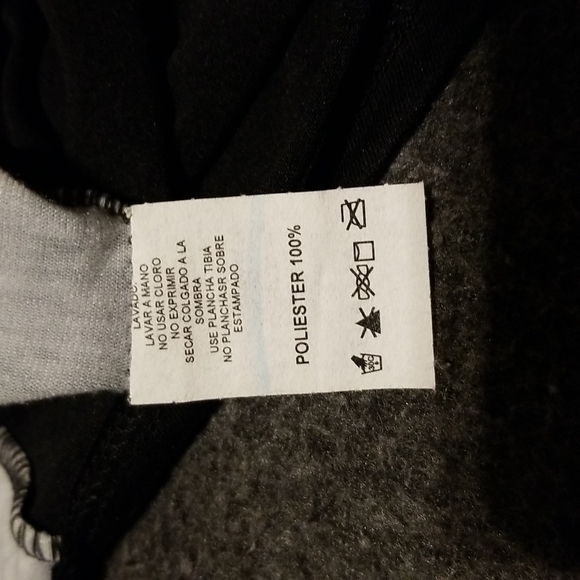 LAVADO:
LAVAR A MANO
NO USAR CLORO
NO EXPRIMIR
SECAR COLGADO A LA
SOMBRA
USE PLANCHA TIBIA
NO PLANCHASR SOBRE
ESTAMPADO
POLIESTER 100%